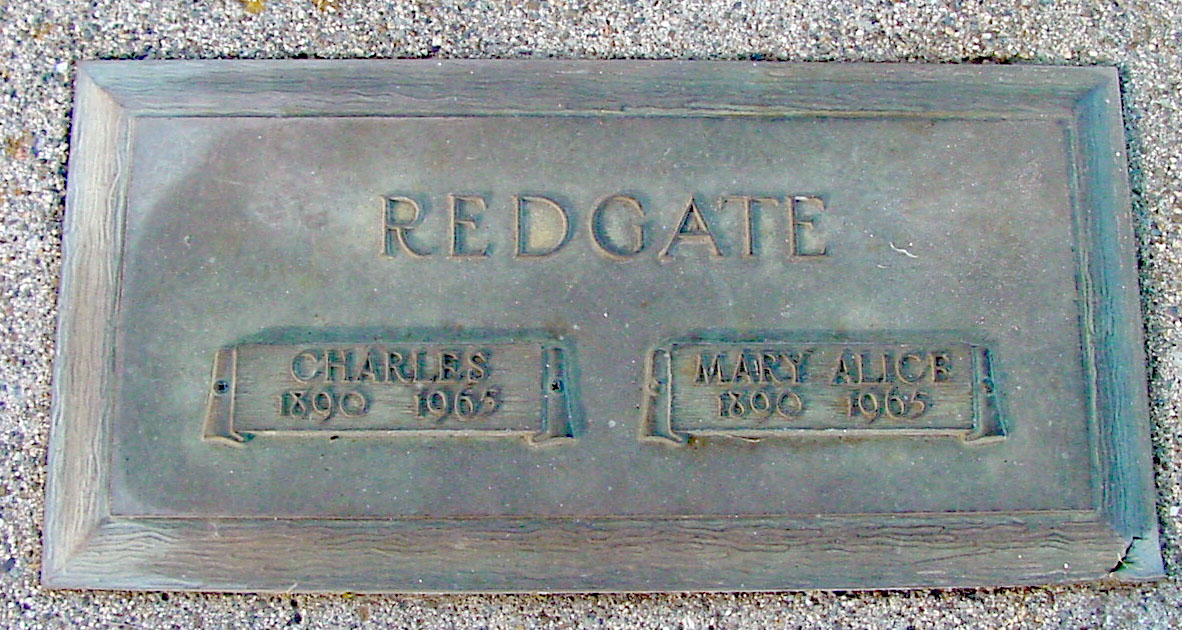 REDGATE
CHARLES
1890 1965
MARY ALICE
1890 1965